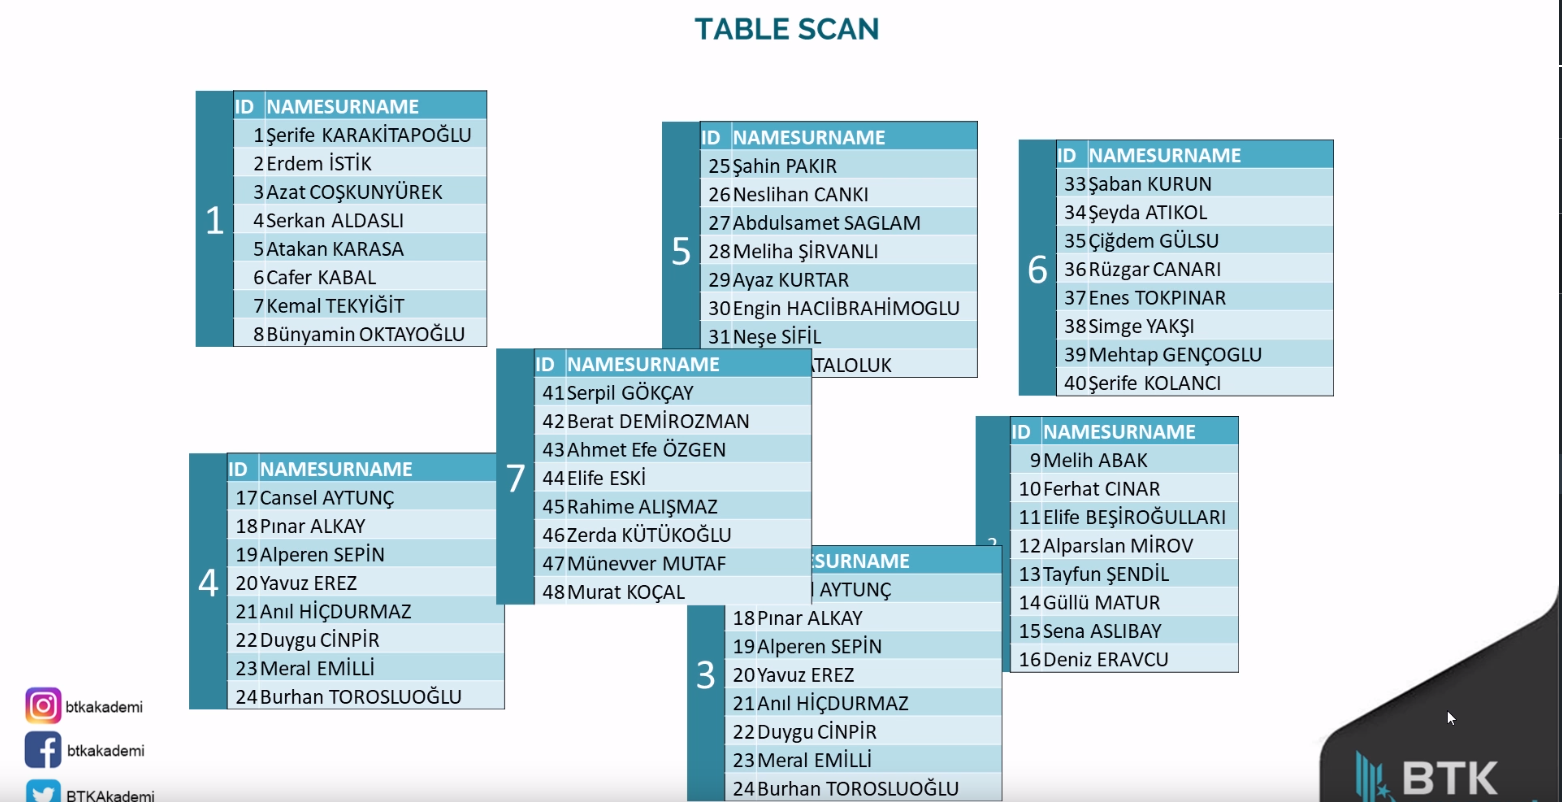 TABLE SCAN
1
ID NAMESURNAME
1 Şerife KARAKİTAPOĞLU
2 Erdem İSTİK
3 Azat COŞKUNYÜREK
4 Serkan ALDASLI
5 Atakan KARASA
6 Cafer KABAL
7 Kemal TEKYİĞİT
8 Bünyamin OKTAYOĞLU
5
ID NAMESURNAME
25 Şahin PAKIR
26 Neslihan CANKI
27 Abdulsamet SAGLAM
28 Meliha ŞİRVANLI
29 Ayaz KURTAR
30 Engin HACIİBRAHİMOGLU
31 Neşe SİFİL
ATALOLUK
6
ID NAMESURNAME
33 Şaban KURUN
34 Şeyda ATIKOL
35 Çiğdem GÜLSU
36 Rüzgar CANARI
37 Enes TOKPINAR
38 Simge YAKŞI
39 Mehtap GENÇOGLU
40 Şerife KOLANCI
4
ID NAMESURNAME
17 Cansel AYTUNÇ
18 Pınar ALKAY
19 Alperen SEPİN
20 Yavuz EREZ
21 Anıl HİÇDURMAZ
22 Duygu CİNPİR
23 Meral EMİLLİ
24 Burhan TOROSLUOĞLU
7
ID NAMESURNAME
41 Serpil GÖKÇAY
42 Berat DEMİROZMAN
43 Ahmet Efe ÖZGEN
44 Elife ESKİ
45 Rahime ALIŞMAZ
46 Zerda KÜTÜKOĞLU
47 Münevver MUTAF
48 Murat KOÇAL
3
ESURNAME
AYTUNÇ
18 Pınar ALKAY
19 Alperen SEPİN
20 Yavuz EREZ
21 Anıl HİÇDURMAZ
22 Duygu CİNPİR
23 Meral EMİLLİ
24 Burhan TOROSLUOĞLU
ID NAMESURNAME
9 Melih ABAK
10 Ferhat CINAR
11 Elife BEŞİROĞULLARI
12 Alparslan MİROV
13 Tayfun ŞENDİL
14 Güllü MATUR
15 Sena ASLIBAY
16 Deniz ERAVCU
btkakademi
btkakademi
BTKAkademi
BTK